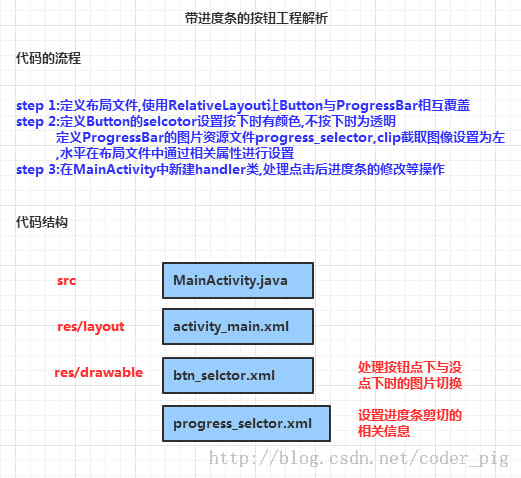 带进度条的按钮工程解析
代码的流程
step 1:定义布局文件,使用RelativeLayout让Button与ProgressBar相互覆盖
step 2:定义Button的selcotor设置按下时有颜色,不按下时为透明
定义ProgressBar的图片资源文件progress_selector,clip截取图像设置为左
,水平在布局文件中通过相关属性进行设置
step 3:在MainActivity中新建handler类,处理点击后进度条的修改等操作
代码结构
src
MainActivity.java
res/layout
activity_main.xml
res/drawable
btn_selctor.xml
处理按钮点下与没
点下时的图片切换
progress_selctor.xml
设置进度条剪切的
相关信息
http://blog.csdn.net/coder_pig